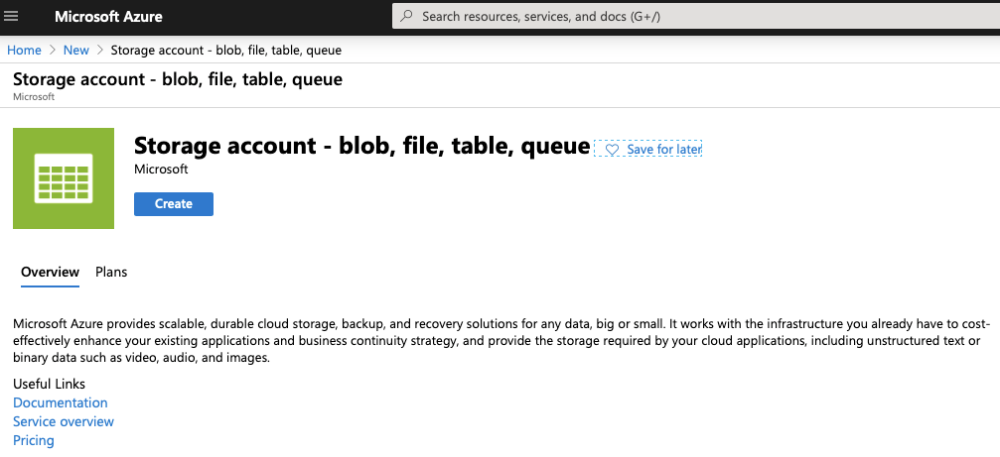 Microsoft Azure
Search resources, services, and docs (G+/)
Home > New > Storage account - blob, file, table, queue
Storage account - blob, file, table, queue
Microsoft
Storage account - blob, file, table, queue
Save for later
Microsoft
Create
Overview
Plans
Microsoft Azure provides scalable, durable cloud storage, backup, and recovery solutions for any data, big or small. It works with the infrastructure you already have to cost-
effectively enhance your existing applications and business continuity strategy, and provide the storage required by your cloud applications, including unstructured text or
binary data such as video, audio, and images.
Useful Links
Documentation
Service overview
Pricing